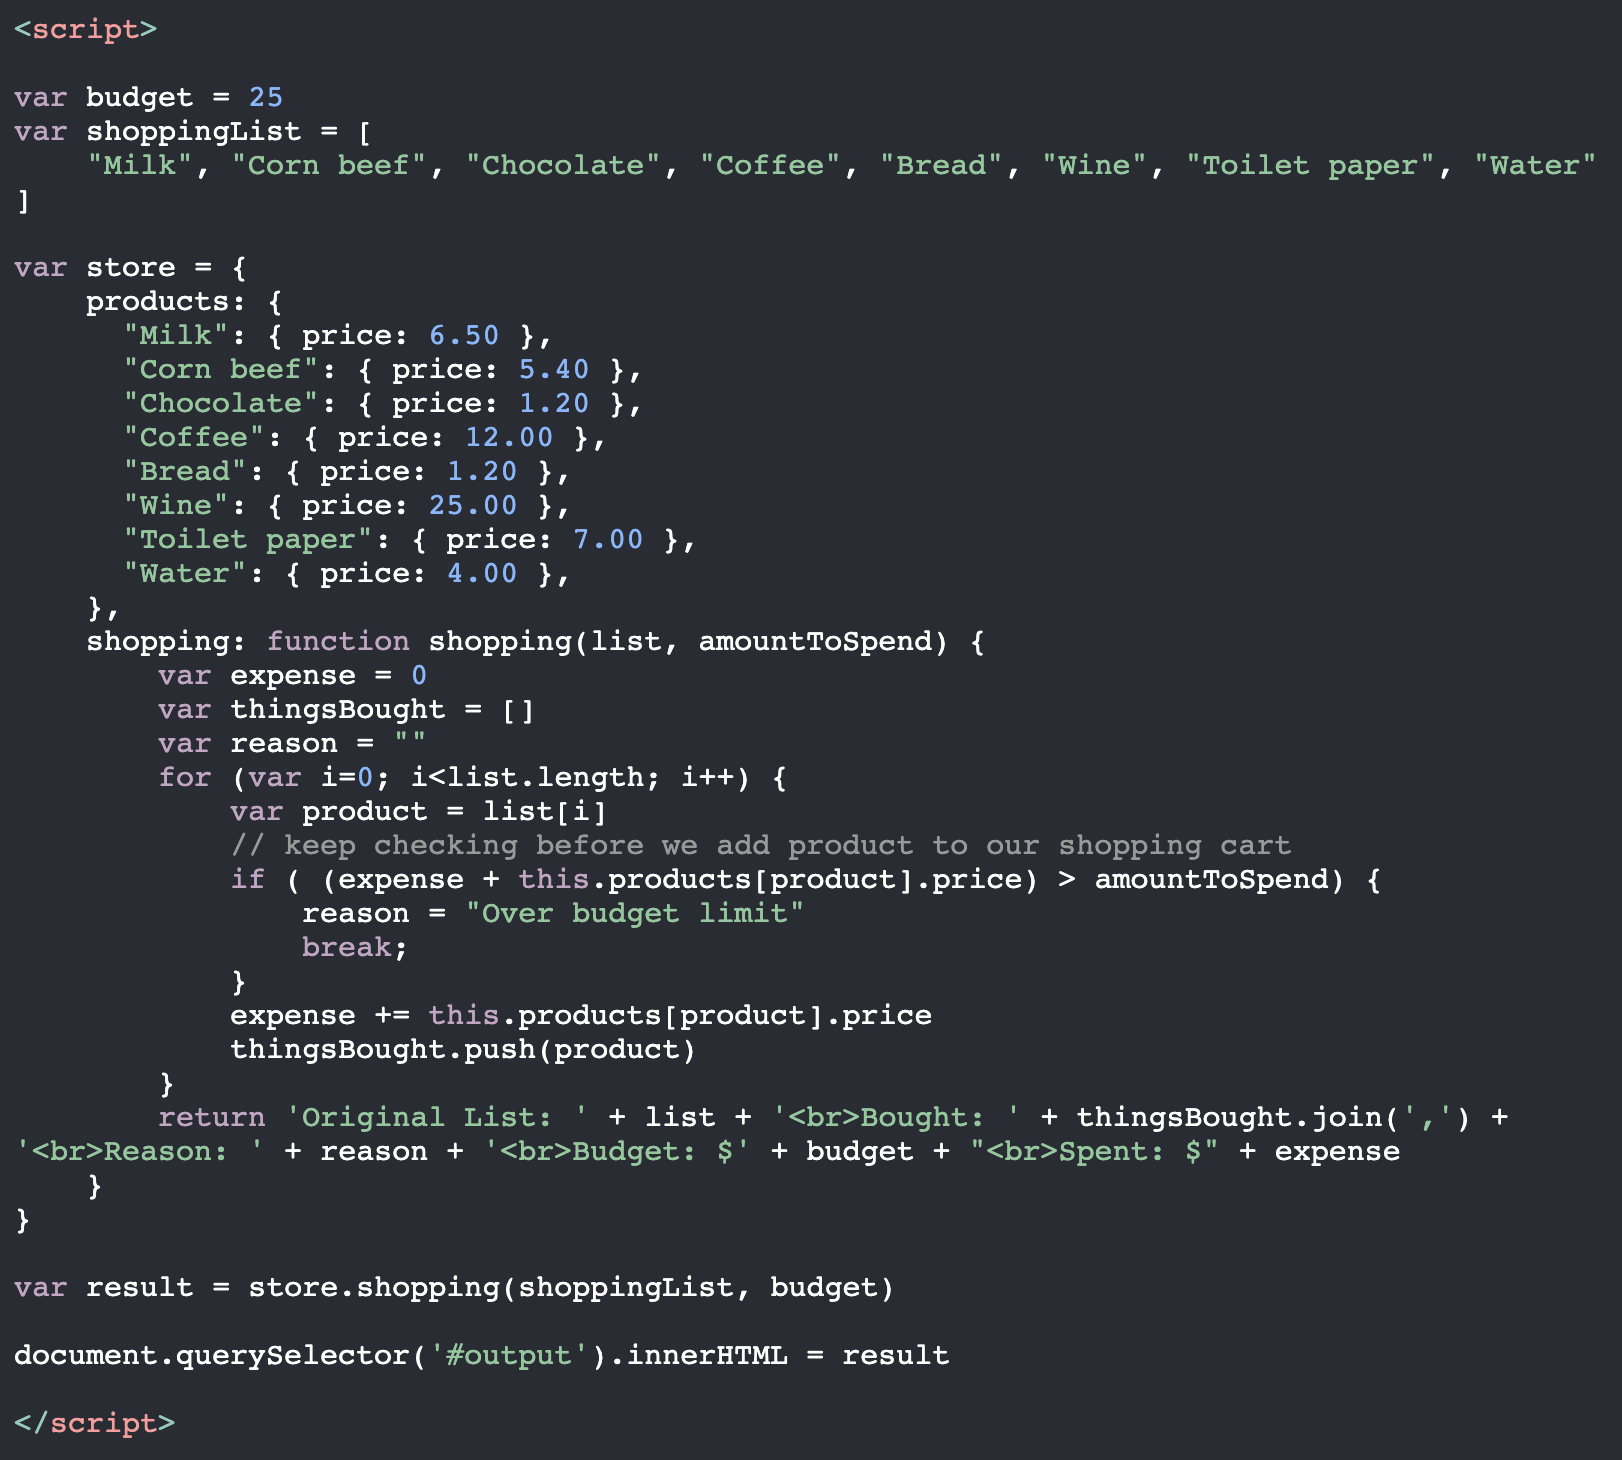 <script>
var budget = 25
var shoppingList = [
    "Milk", "Corn beef", "Chocolate", "Coffee", "Bread", "Wine", "Toilet paper", "Water"
]
var store = {
    products: {
      "Milk": { price: 6.50 },
      "Corn beef": { price: 5.40 },
      "Chocolate": { price: 1.20 },
      "Coffee": { price: 12.00 },
      "Bread": { price: 1.20 },
      "Wine": { price: 25.00 },
      "Toilet paper": { price: 7.00 },
      "Water": { price: 4.00 },
    },
    shopping: function shopping(list, amountToSpend) {
        var expense = 0
        var thingsBought = []
        var reason = ""
        for (var i=0; i<list.length; i++) {
            var product = list[i]
            // keep checking before we add product to our shopping cart
            if ( (expense + this.products[product].price) > amountToSpend) {
                reason = "Over budget limit"
                break;
            }
            expense += this.products[product].price
            thingsBought.push(product)
        }
        return 'Original List: ' + list + '<br>Bought: ' + thingsBought.join(',') +
'<br>Reason: ' + reason + '<br>Budget: $' + budget + "<br>Spent: $" + expense
    }
}
var result = store.shopping(shoppingList, budget)
document.querySelector('#output').innerHTML = result
</script>